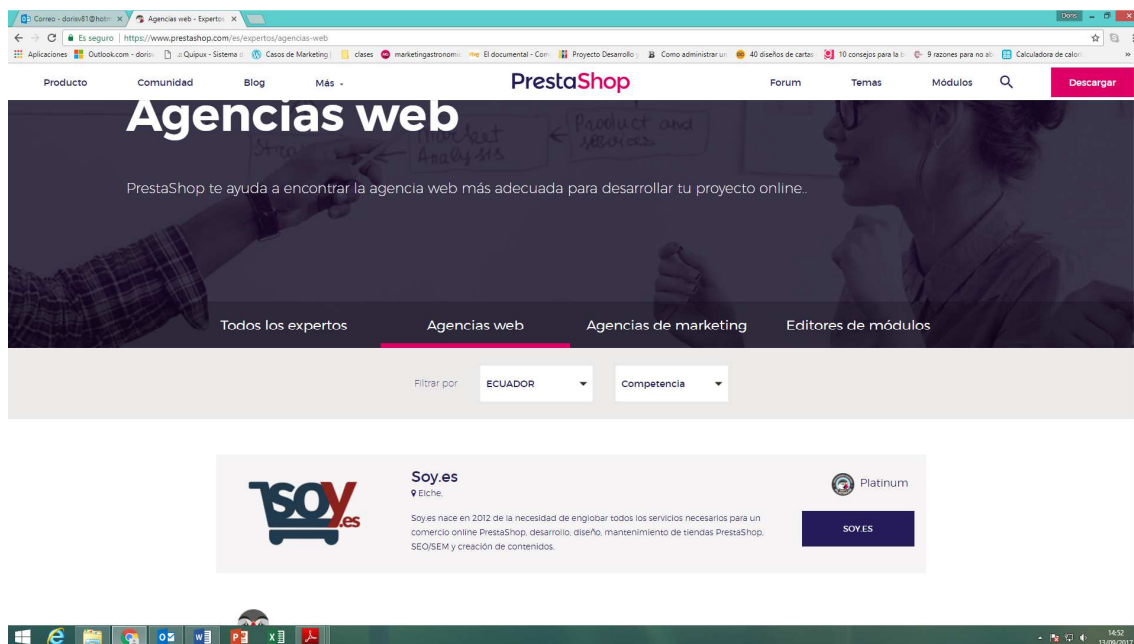 Correo - dorisv81@hotm
Agencias web - Expertos
Doris
Es seguro
https://www.prestashop.com/es/expertos/agencias-web
Aplicaciones
Outlook.com - doris
Quipux - Sistema
Casos de Marketing
clases
marketingastronomi
El documental - Com
Proyecto Desarrollo
Como administrar un
40 diseños de cartas
10 consejos para la
9 razones para no
Calculadora de calor
Producto
Comunidad
Blog
Más
PrestaShop
Forum
Temas
Módulos
Descargar
Agencias web
Market
Analysis
Product and
services
PrestaShop te ayuda a encontrar la agencia web más adecuada para desarrollar tu proyecto online..
Todos los expertos
Agencias web
Agencias de marketing
Editores de módulos
Filtrar por
ECUADOR
Competencia
SOY.es
Soy.es
Elche,
Soy.es nace en 2012 de la necesidad de englobar todos los servicios necesarios para un
comercio online PrestaShop, desarrollo, diseño, mantenimiento de tiendas PrestaShop,
SEO/SEM y creación de contenidos.
Platinum
SOY.ES
14:52
13/09/2017